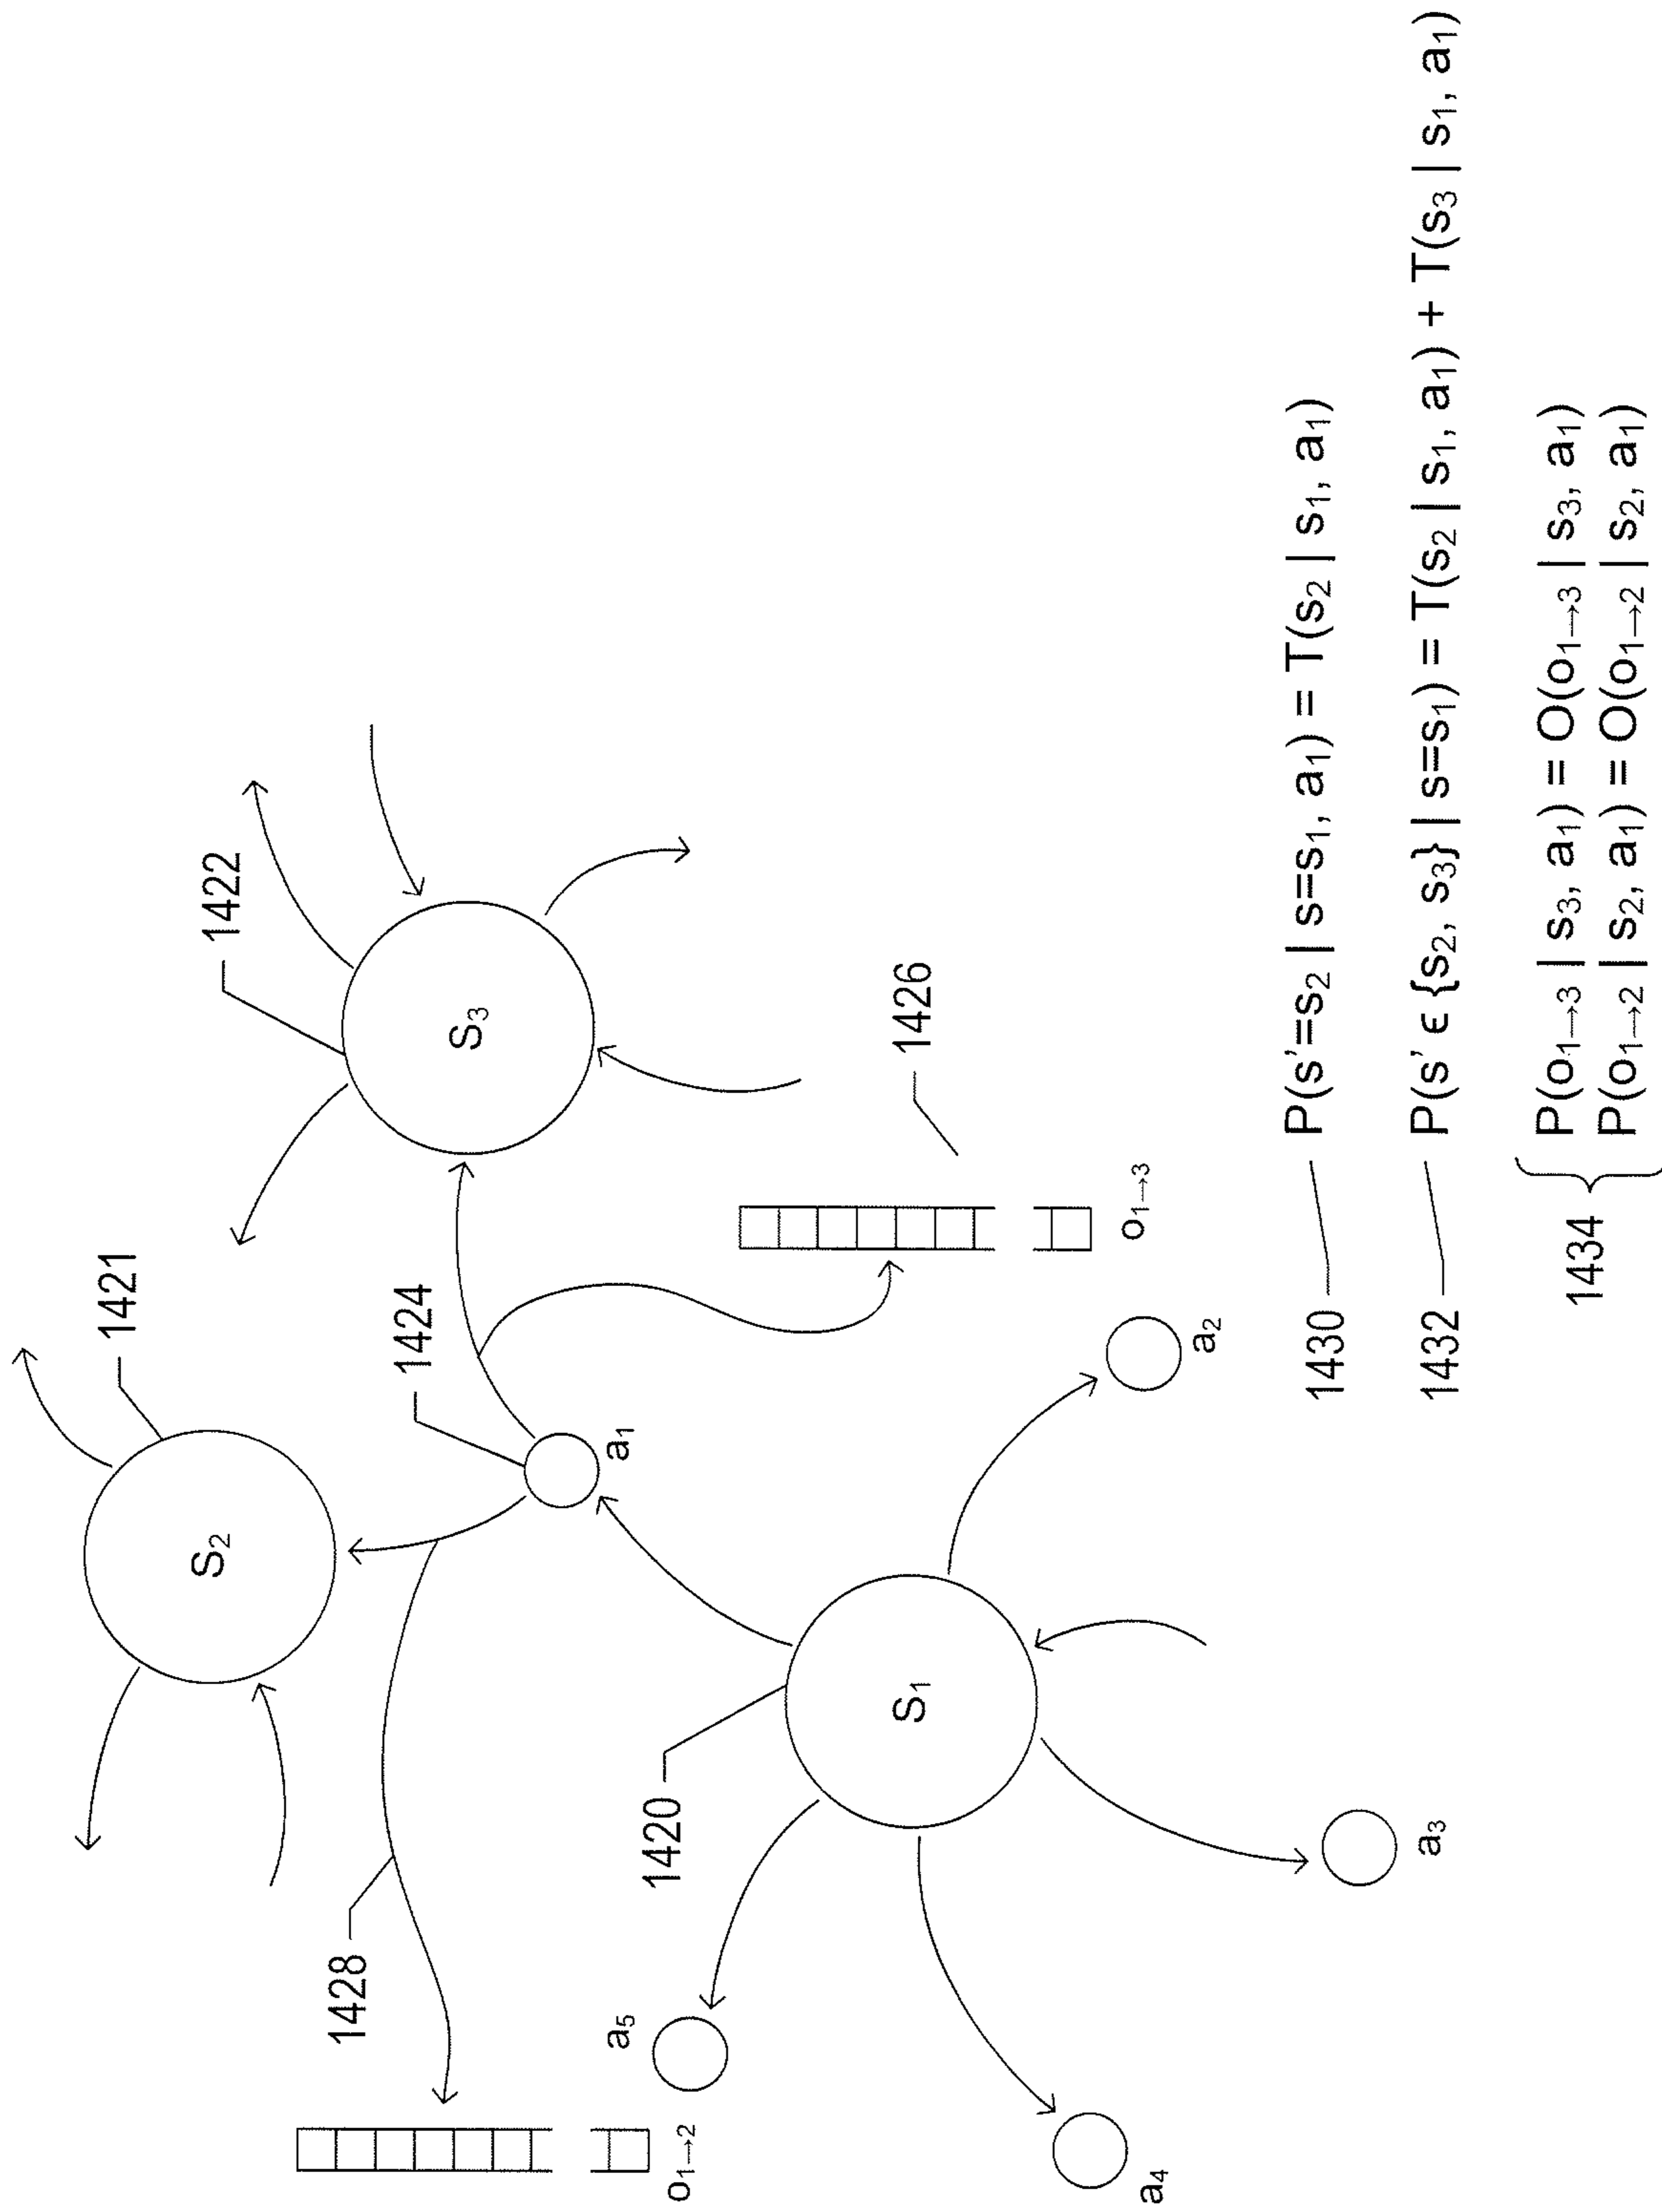 1421
S₂
1422
1424
S₃
1428
a₁
o₁→₂
1426
a₅
1420
o₁→₃
S₁
a₂
a₄
a₃
1430 P(s'=s₂ | s=s₁, a₁) = T(s₂ | s₁, a₁)
1432 P(s' ϵ {s₂, s₃} | s=s₁) = T(s₂ | s₁, a₁) + T(s₃ | s₁, a₁)
1434 { P(o₁→₃ | s₃, a₁) = O(o₁→₃ | s₃, a₁)
P(o₁→₂ | s₂, a₁) = O(o₁→₂ | s₂, a₁)